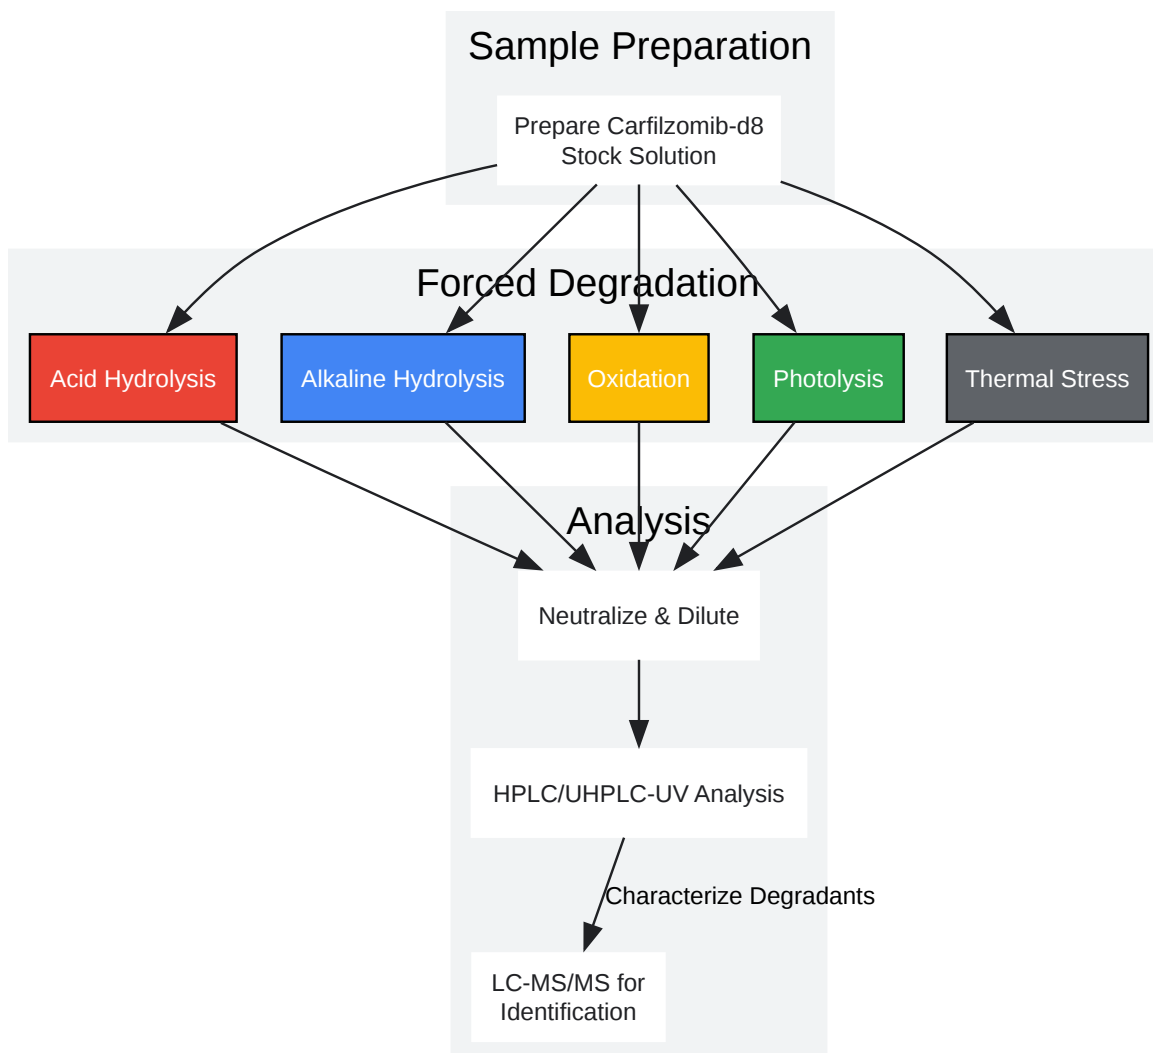 Sample Preparation
Prepare Carfilzomib-d8
Stock Solution
Forced Degradation
Acid Hydrolysis
Alkaline Hydrolysis
Oxidation
Photolysis
Thermal Stress
Analysis
Neutralize & Dilute
HPLC/UHPLC-UV Analysis
Characterize Degradants
LC-MS/MS for
Identification